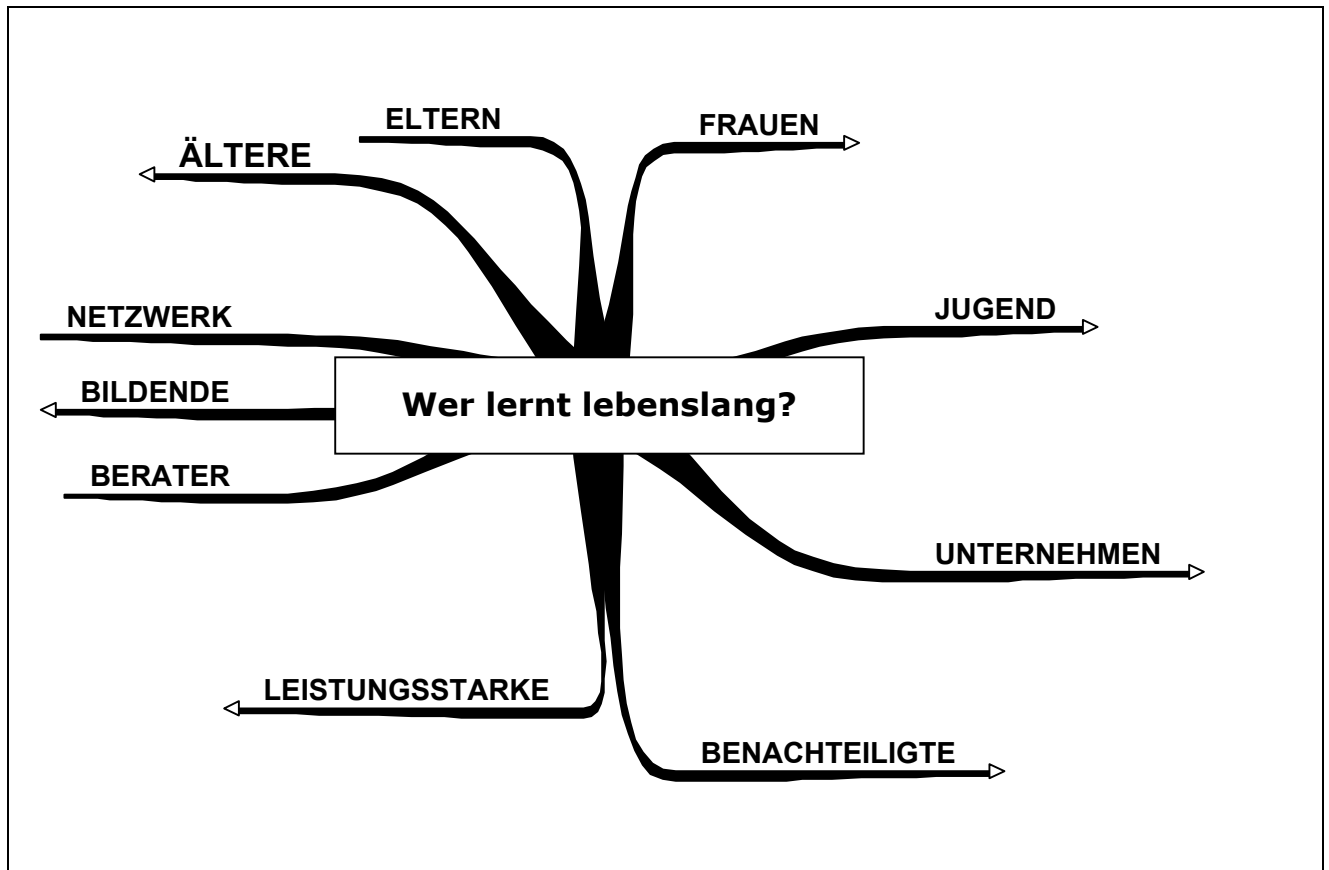 ELTERN
FRAUEN
ÄLTERE
NETZWERK
JUGEND
BILDENDE
Wer lernt lebenslang?
BERATER
UNTERNEHMEN
LEISTUNGSSTARKE
BENACHTEILIGTE